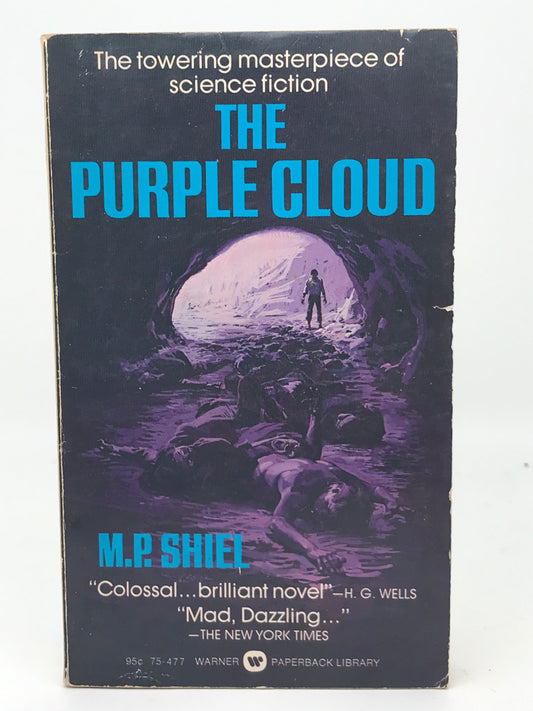 The towering masterpiece of
science fiction
THE
PURPLE CLOUD
M.P. SHIEL
“Colossal...brilliant novel”—H. G. WELLS
“Mad, Dazzling...”
—THE NEW YORK TIMES
95c 75-477 WARNER W PAPERBACK LIBRARY